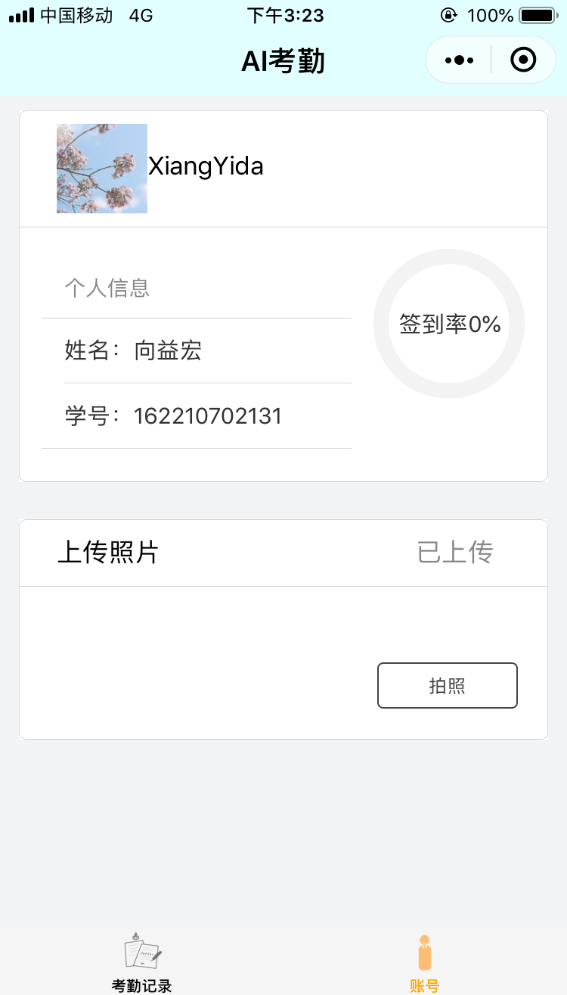 中国移动 4G 下午3:23 100%
AI考勤
XiangYida
个人信息
签到率0%
姓名：向益宏
学号：162210702131
上传照片 已上传
拍照
考勤记录 账号